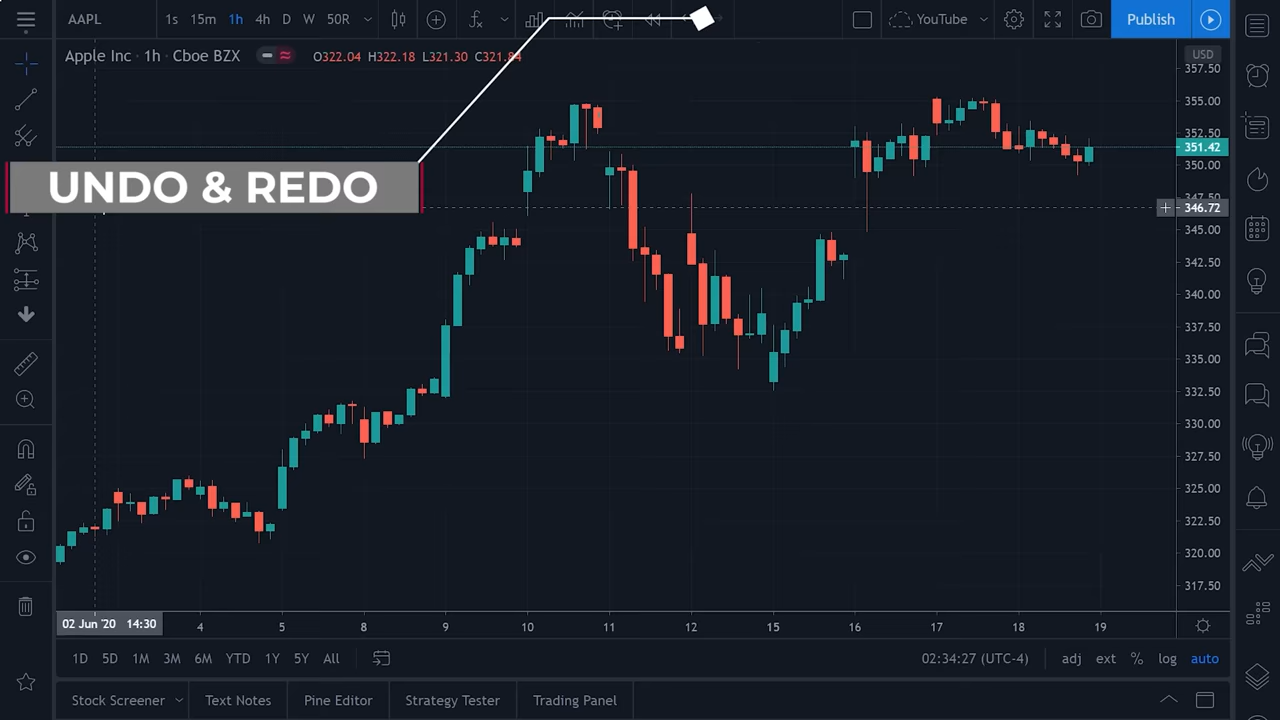 AAPL 1s 15m 1h 4h D W 50R YouTube Publish
Apple Inc · 1h · Cboe BZX O322.04 H322.18 L321.30 C321.84
USD
357.50
355.00
352.50
351.42
350.00
UNDO & REDO
346.72
345.00
342.50
340.00
337.50
335.00
332.50
330.00
327.50
325.00
322.50
320.00
317.50
02 Jun '20 14:30 4 5 8 9 10 11 12 15 16 17 18 19
1D 5D 1M 3M 6M YTD 1Y 5Y All 02:34:27 (UTC-4) adj ext % log auto
Stock Screener Text Notes Pine Editor Strategy Tester Trading Panel